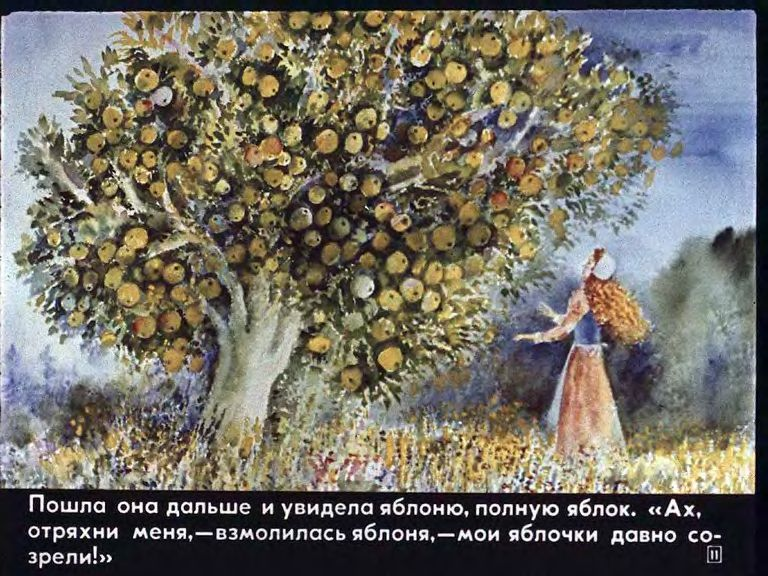 Пошла она дальше и увидела яблоню, полную яблок. «Ах,
отряхни меня,—взмолилась яблоня,—мои яблочки давно со-
зрели!»
11